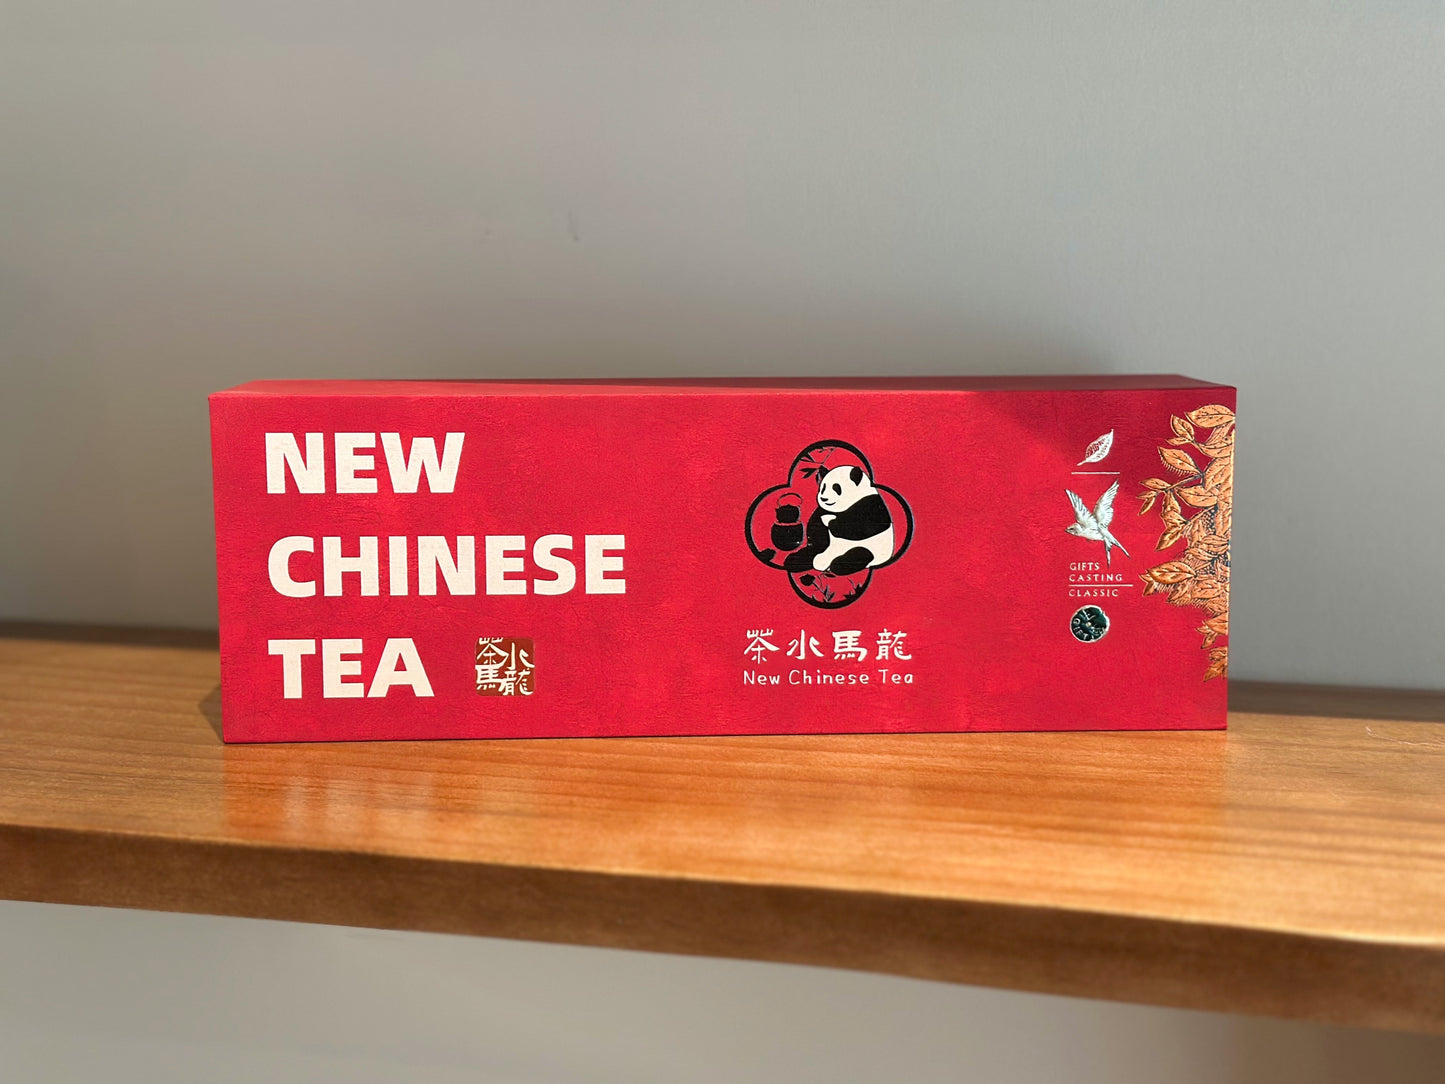 NEW
CHINESE
TEA
茶水
馬龍
茶水馬龍
New Chinese Tea
GIFTS
CASTING
CLASSIC